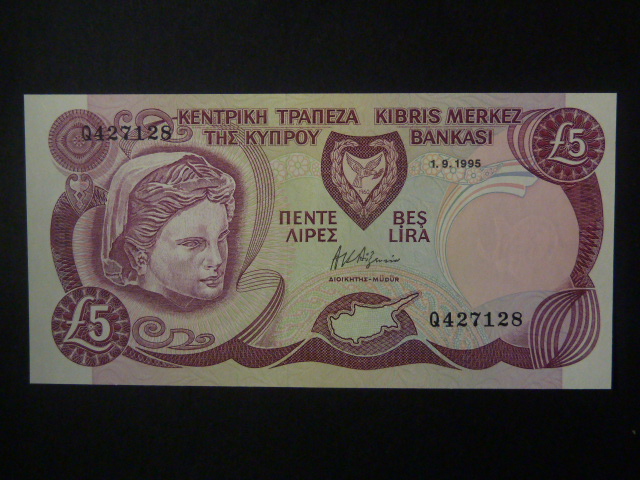 ΚΕΝΤΡΙΚΗ ΤΡΑΠΕΖΑ KIBRIS MERKEZ
ΤΗΣ ΚΥΠΡΟΥ BANKASI
Q427128
£5
1.9.1995
ΠΕΝΤΕ BEŞ
ΛΙΡΕΣ LİRA
ΔΙΟΙΚΗΤΗΣ-MÜDÜR
£5
Q427128